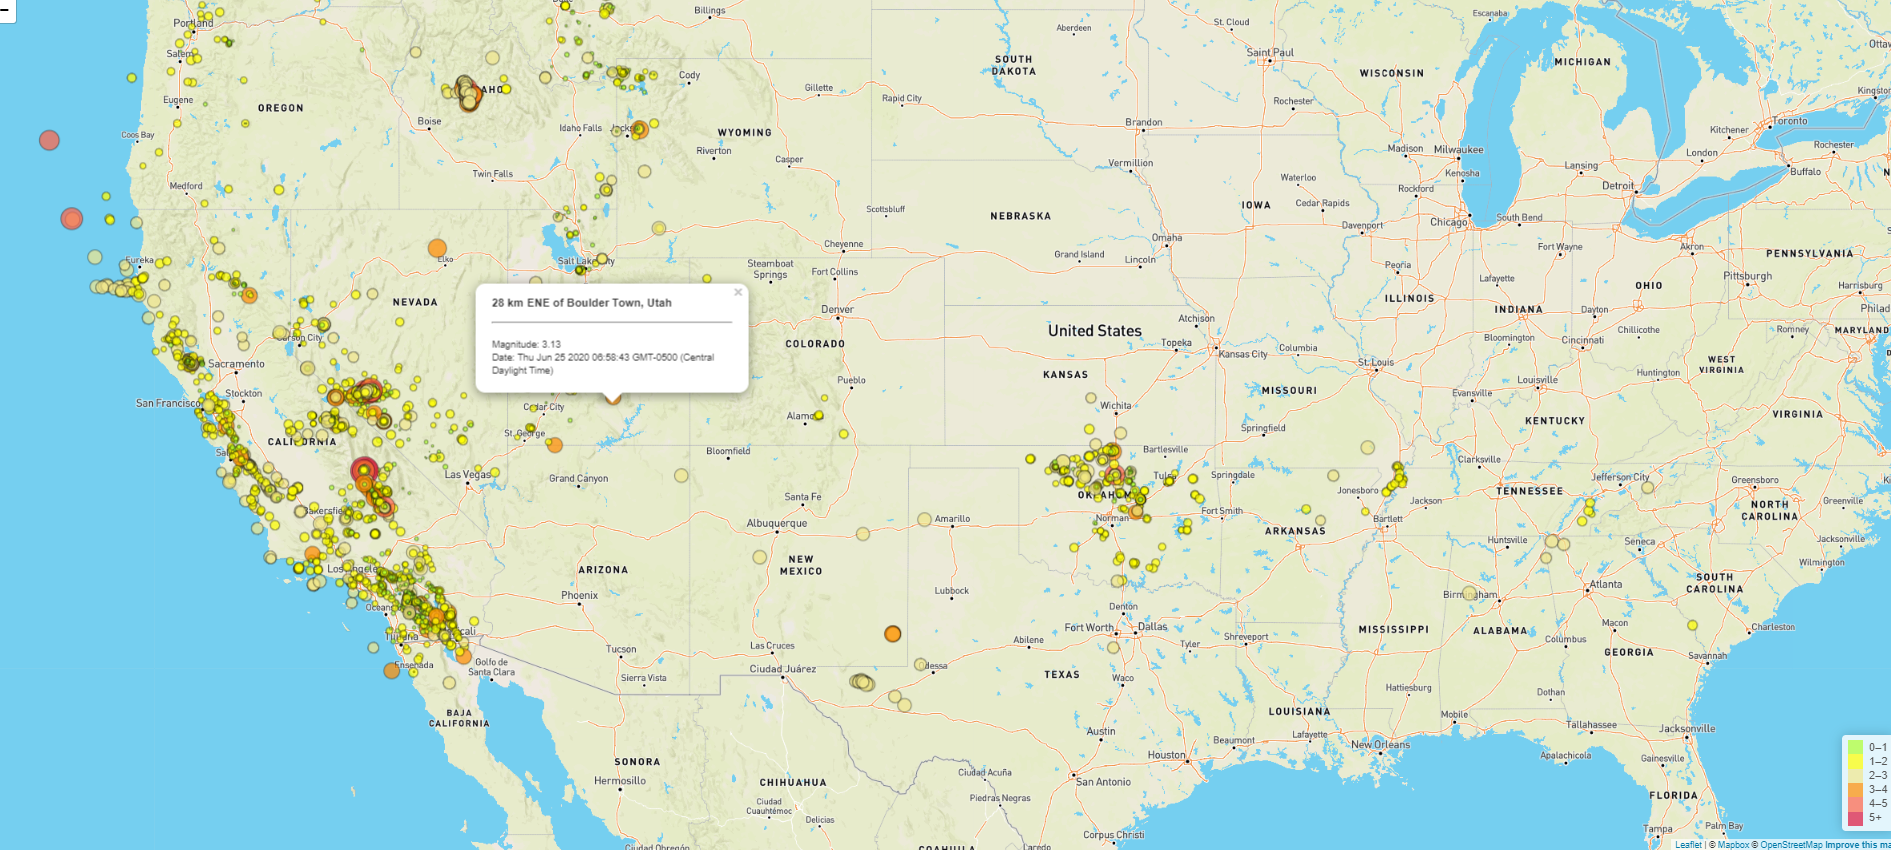 −
Portland
Billings
Aberdeen
St. Cloud
Escanaba
Ottaw
Salem
Saint Paul
SOUTH
DAKOTA
WISCONSIN
MICHIGAN
Cody
Gillette
Rapid City
Eugene
OREGON
AHO
Rochester
Kingsto
Boise
Idaho Falls
Jacks
WYOMING
Brandon
Toronto
Kitchener
Coos Bay
Riverton
Casper
Vermillion
Madison
Milwaukee
London
Rochester
Twin Falls
Lansing
Buffalo
Medford
Waterloo
Kenosha
Rockford
Detroit
N
Scottsbluff
NEBRASKA
IOWA
Cedar Rapids
Chicago
South Bend
Davenport
Omaha
Cheyenne
Fort Wayne
Akron
PENNSYLVANIA
Eureka
Elko
Salt Lake City
Steamboat
Springs
Fort Collins
Grand Island
Lincoln
Peoria
Lafayette
Pittsburgh
OHIO
Harrisburg
NEVADA
ILLINOIS
INDIANA
28 km ENE of Boulder Town, Utah
×
Magnitude: 3.13
Date: Thu Jun 25 2020 06:58:43 GMT-0500 (Central
Daylight Time)
Denver
Dayton
Atchison
United States
Chillicothe
Romney
MARYLAND
Carson City
COLORADO
Topeka
Kansas City
Columbia
Bloomington
Cincinnati
Sacramento
St. Louis
WEST
VIRGINIA
KANSAS
Pueblo
Louisville
Huntington
Stockton
MISSOURI
Evansville
San Francisco
Cedar City
Wichita
Alamo
VIRGINIA
KENTUCKY
CALIFORNIA
St. George
Springfield
Sa
Bloomfield
Bartlesville
Clarksville
Las Vegas
Grand Canyon
Tulsa
Springdale
Jefferson City
Greensboro
Santa Fe
OKLAHOMA
Jonesboro
Jackson
TENNESSEE
NORTH
CAROLINA
Greenville
Bakersfield
Albuquerque
Amarillo
Norman
Fort Smith
Bartlett
ARKANSAS
Huntsville
Seneca
Jacksonville
Los Angeles
ARIZONA
NEW
MEXICO
Wilmington
Phoenix
Lubbock
Birmingham
Atlanta
SOUTH
CAROLINA
Oceans
Denton
Fort Worth
Dallas
Macon
Charleston
Tijuana
cali
Las Cruces
Abilene
Tyler
Shreveport
MISSISSIPPI
ALABAMA
Columbus
GEORGIA
Tucson
Savannah
Ensenada
Golfo de
Santa Clara
Ciudad Juárez
Odessa
Sierra Vista
TEXAS
Waco
Hattiesburg
Dothan
BAJA
CALIFORNIA
LOUISIANA
Mobile
Tallahassee
Jacksonville
Austin
Beaumont
Lafayette
New Orleans
Houston
Apalachicola
Gainesville
SONORA
Hermosillo
CHIHUAHUA
Ciudad Acuña
San Antonio
Ciudad
Cuauhtémoc
Piedras Negras
FLORIDA
Delicias
Tampa
Palm Bay
Corpus Christi
Ciudad Obregón
COAHUILA
Laredo
0–1
1–2
2–3
3–4
4–5
5+
Leaflet | © Mapbox © OpenStreetMap Improve this ma